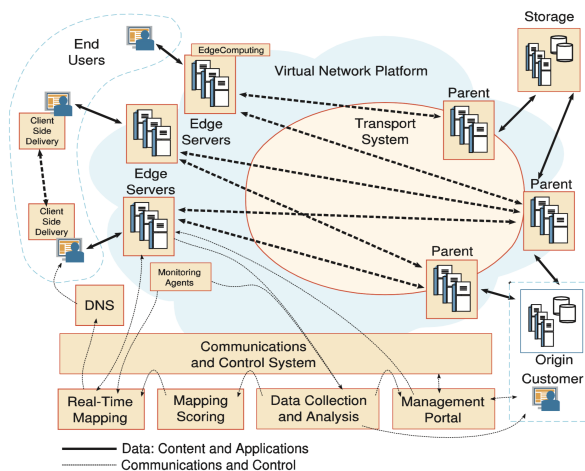 Storage
End
Users
EdgeComputing
Virtual Network Platform
Parent
Edge
Servers
Transport
System
Client
Side
Delivery
Edge
Servers
Parent
Client
Side
Delivery
Parent
Monitoring
Agents
DNS
Origin
Communications
and Control System
Customer
Real-Time
Mapping
Mapping
Scoring
Data Collection
and Analysis
Management
Portal
Data: Content and Applications
Communications and Control